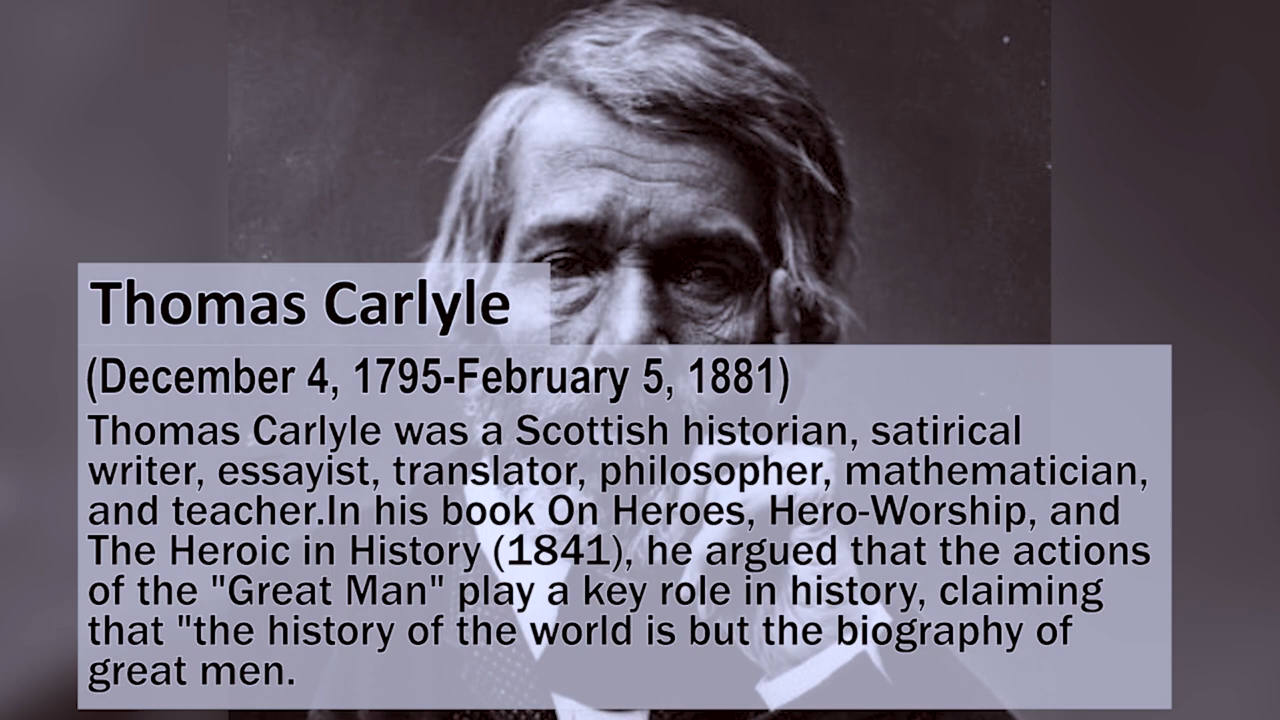 Thomas Carlyle
(December 4, 1795-February 5, 1881)
Thomas Carlyle was a Scottish historian, satirical
writer, essayist, translator, philosopher, mathematician,
and teacher.In his book On Heroes, Hero-Worship, and
The Heroic in History (1841), he argued that the actions
of the "Great Man" play a key role in history, claiming
that "the history of the world is but the biography of
great men.